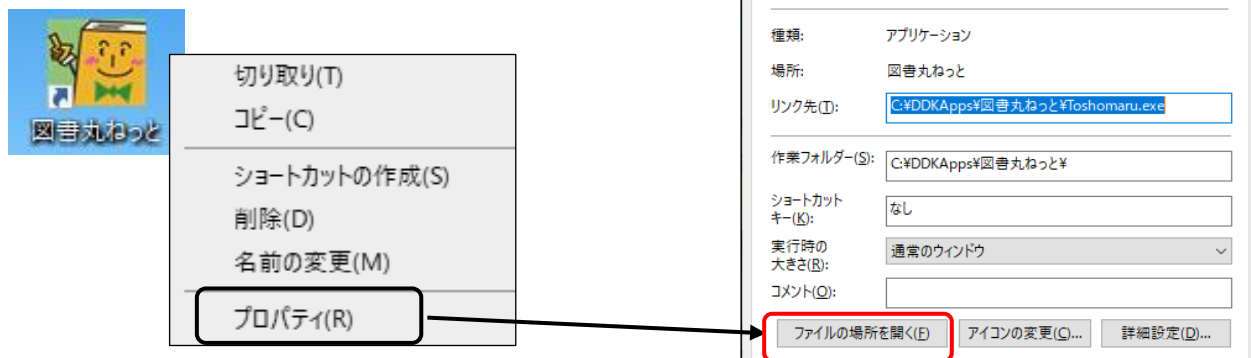 図書丸ねっと
切り取り(T)
コピー(C)
ショートカットの作成(S)
削除(D)
名前の変更(M)
プロパティ(R)
種類: アプリケーション
場所: 図書丸ねっと
リンク先(T): C:¥DDKApps¥図書丸ねっと¥Toshomaru.exe
作業フォルダー(S): C:¥DDKApps¥図書丸ねっと¥
ショートカット
キー(K): なし
実行時の
大きさ(R): 通常のウィンドウ
コメント(O):
ファイルの場所を開く(F) アイコンの変更(C)... 詳細設定(D)...